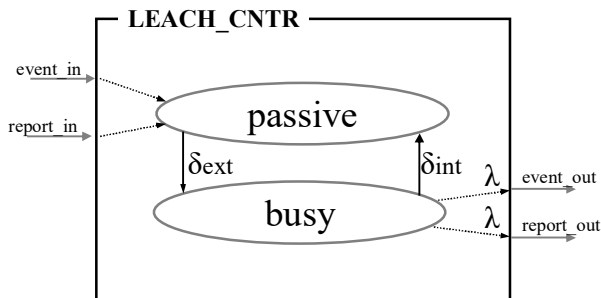 LEACH_CNTR
event_in
passive
report_in
δext
δint
λ
event_out
busy
λ
report_out